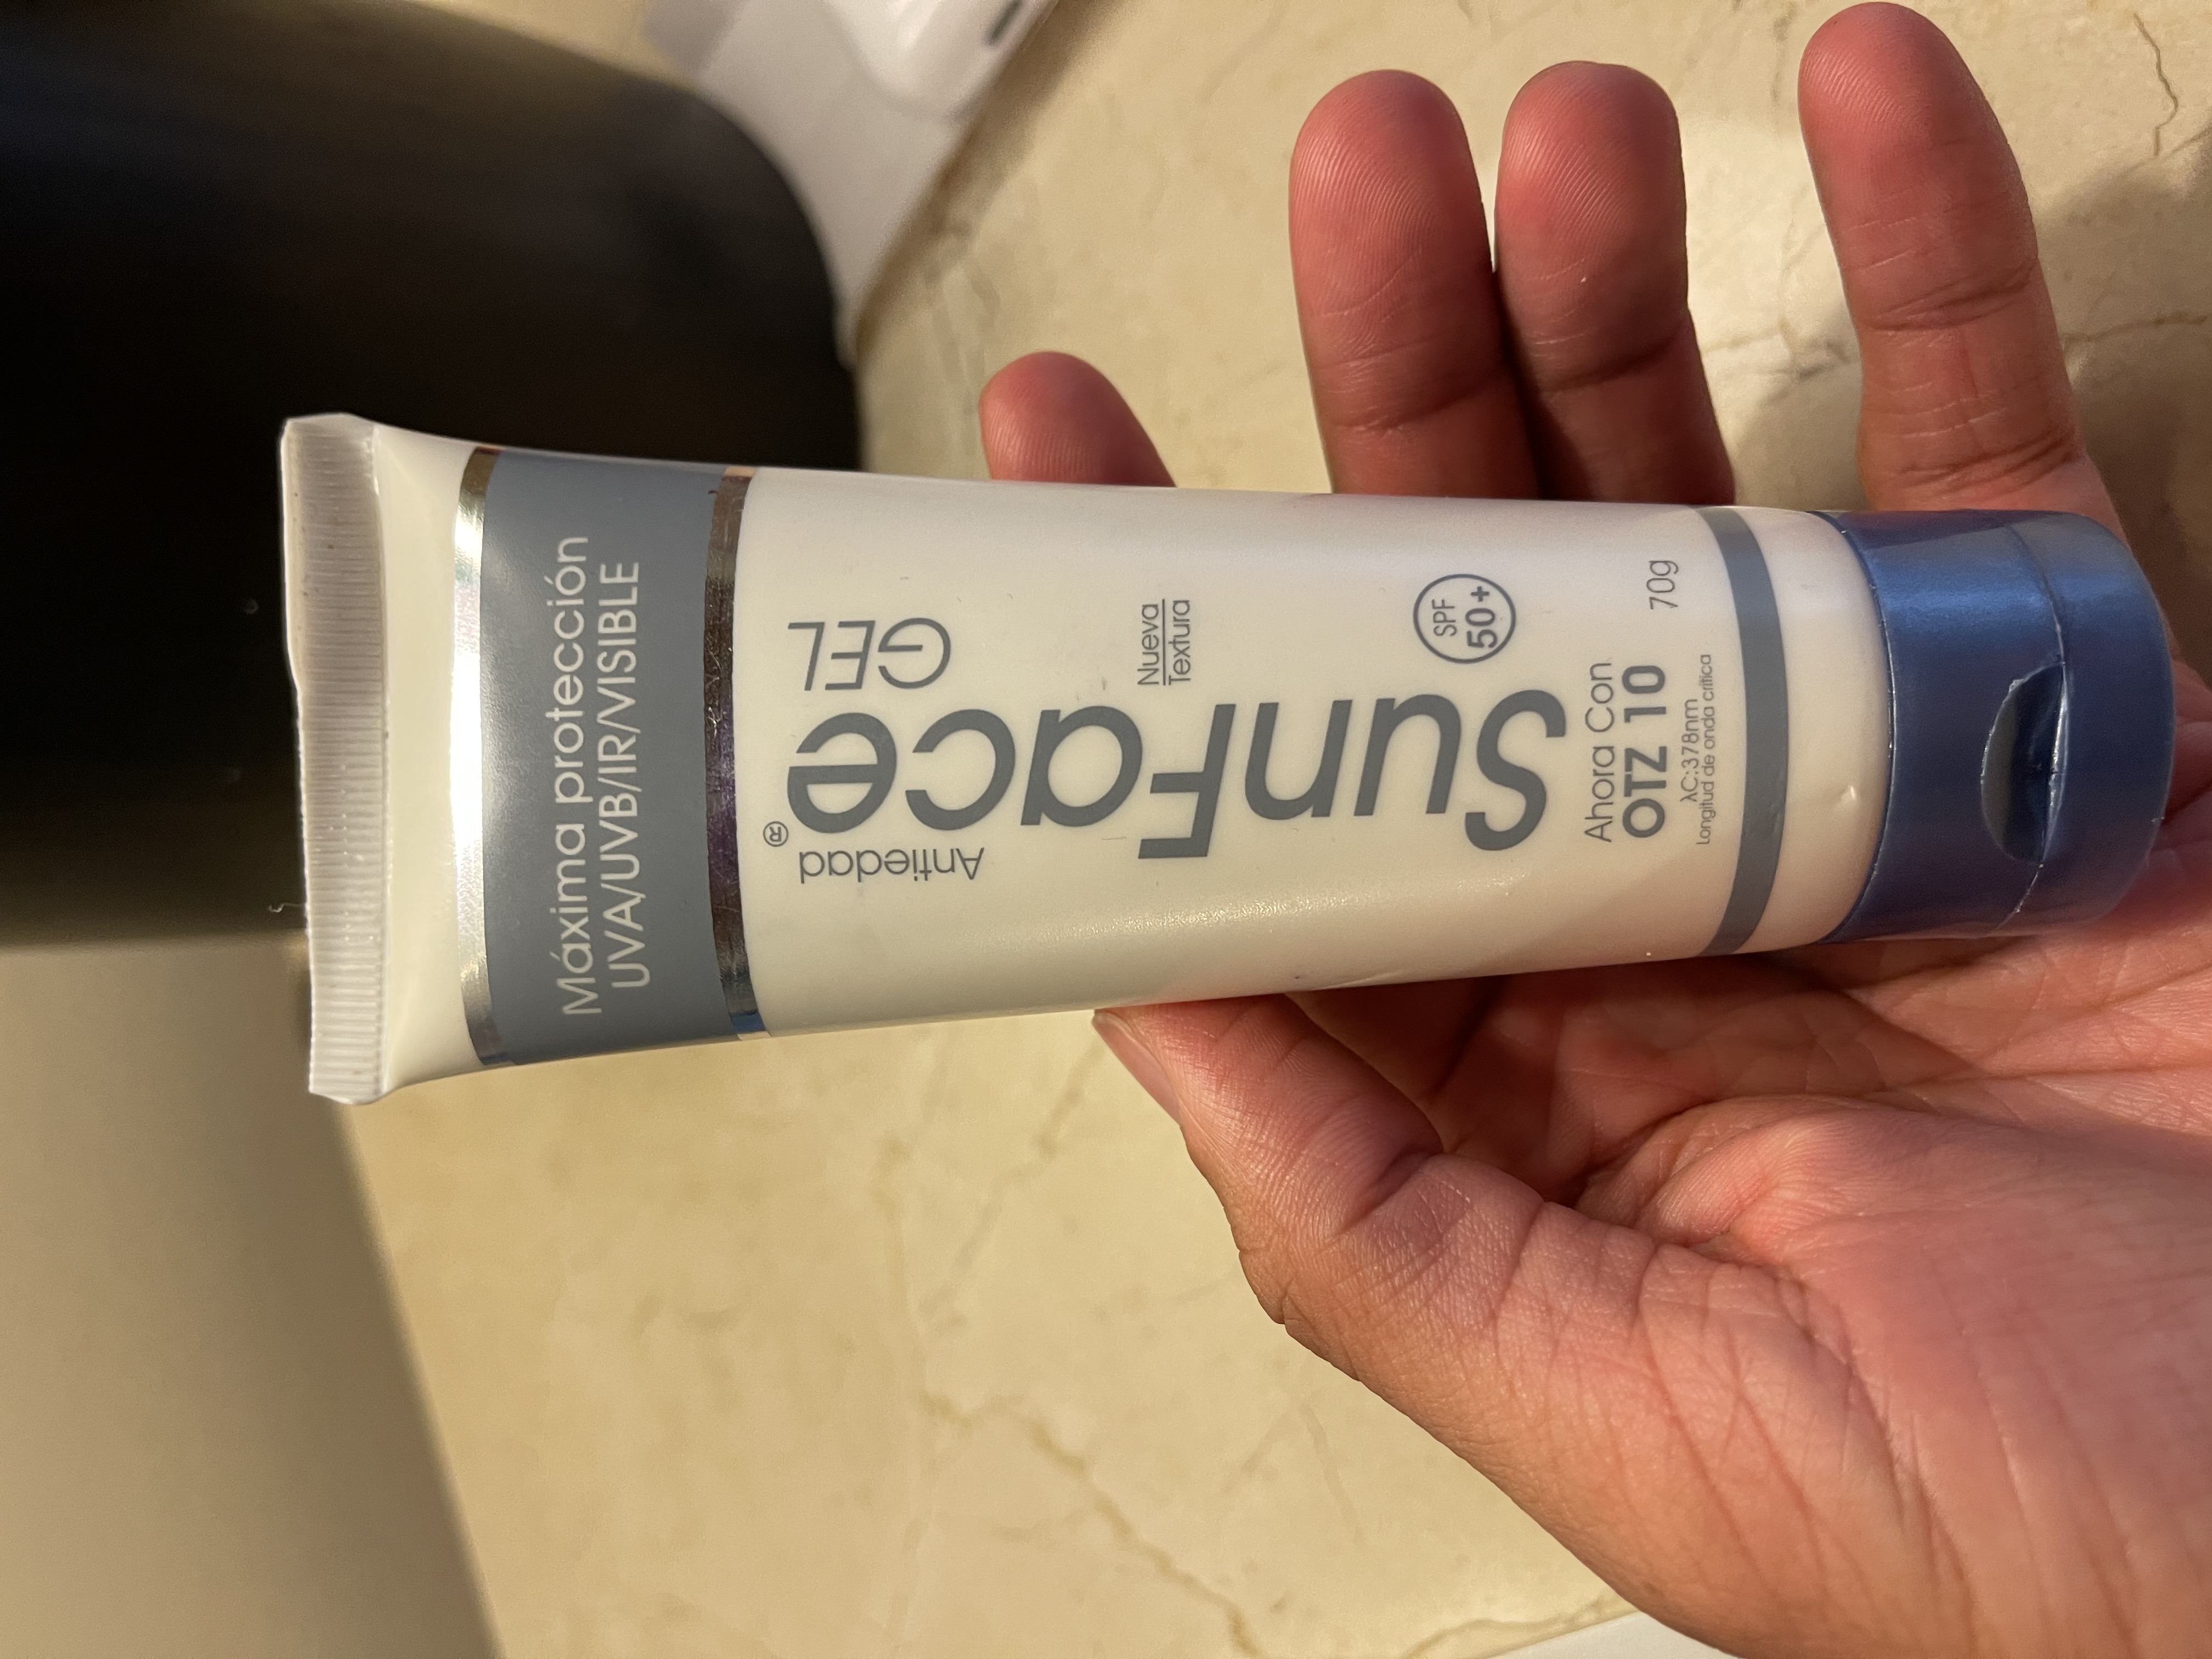 Máxima protección
UVA/UVB/IR/VISIBLE
Antiedad
SunFace®
GEL
Nueva
Textura
SPF
50+
Ahora Con
OTZ 10
70g
λC:378nm
Longitud de onda crítica